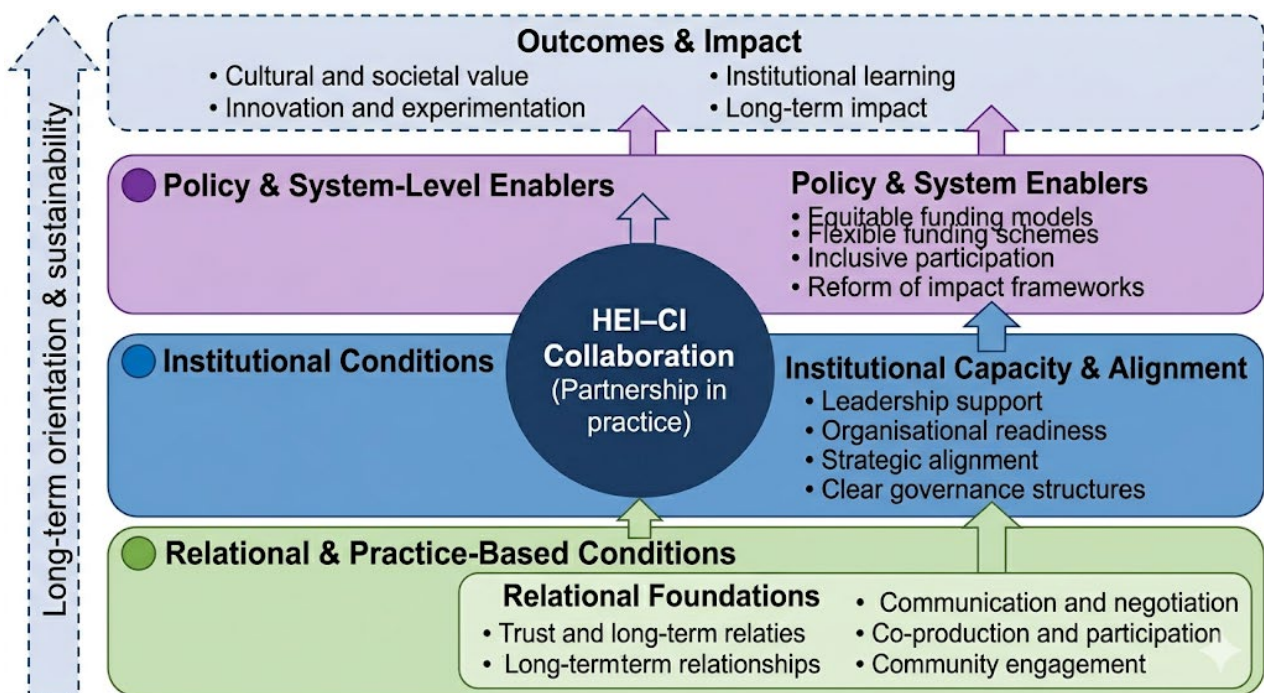 Outcomes & Impact
• Cultural and societal value
• Innovation and experimentation
• Institutional learning
• Long-term impact
Long-term orientation & sustainability
Policy & System-Level Enablers
Policy & System Enablers
• Equitable funding models
• Flexible funding schemes
• Inclusive participation
• Reform of impact frameworks
HEI–CI
Collaboration
(Partnership in
practice)
Institutional Conditions
Institutional Capacity & Alignment
• Leadership support
• Organisational readiness
• Strategic alignment
• Clear governance structures
Relational & Practice-Based Conditions
Relational Foundations
• Trust and long-term relaties
• Long-termterm relationships
• Communication and negotiation
• Co-production and participation
• Community engagement